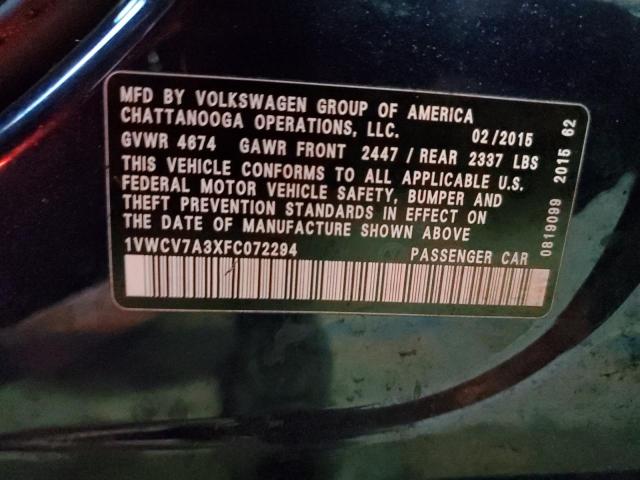 MFD BY VOLKSWAGEN GROUP OF AMERICA
CHATTANOOGA OPERATIONS, LLC. 02/2015
GVWR 4674 GAWR FRONT 2447 / REAR 2337 LBS
THIS VEHICLE CONFORMS TO ALL APPLICABLE U.S.
FEDERAL MOTOR VEHICLE SAFETY, BUMPER AND
THEFT PREVENTION STANDARDS IN EFFECT ON
THE DATE OF MANUFACTURE SHOWN ABOVE
1VWCV7A3XFC072294 PASSENGER CAR
0819099 2015 62